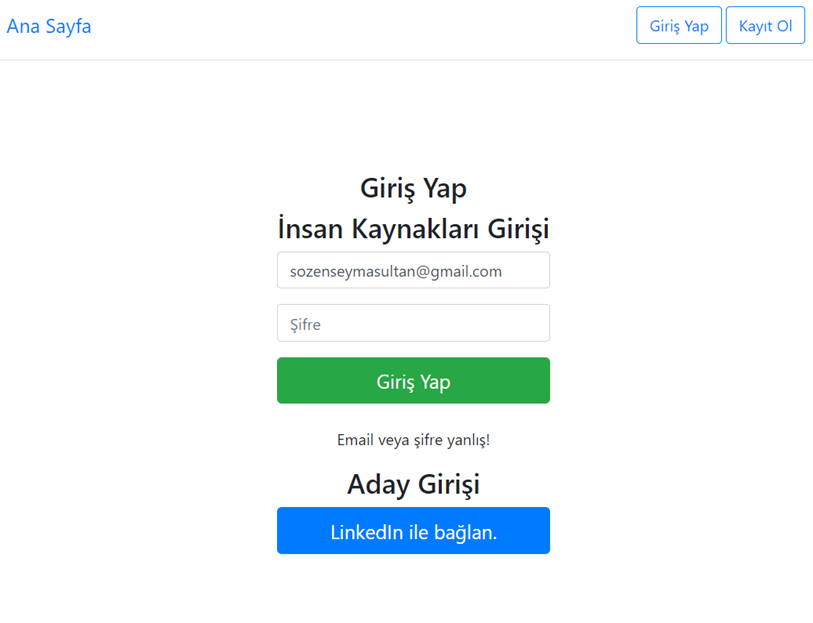 Ana Sayfa
Giriş Yap
Kayıt Ol
Giriş Yap
İnsan Kaynakları Girişi
sozenseymasultan@gmail.com
Şifre
Giriş Yap
Email veya şifre yanlış!
Aday Girişi
LinkedIn ile bağlan.